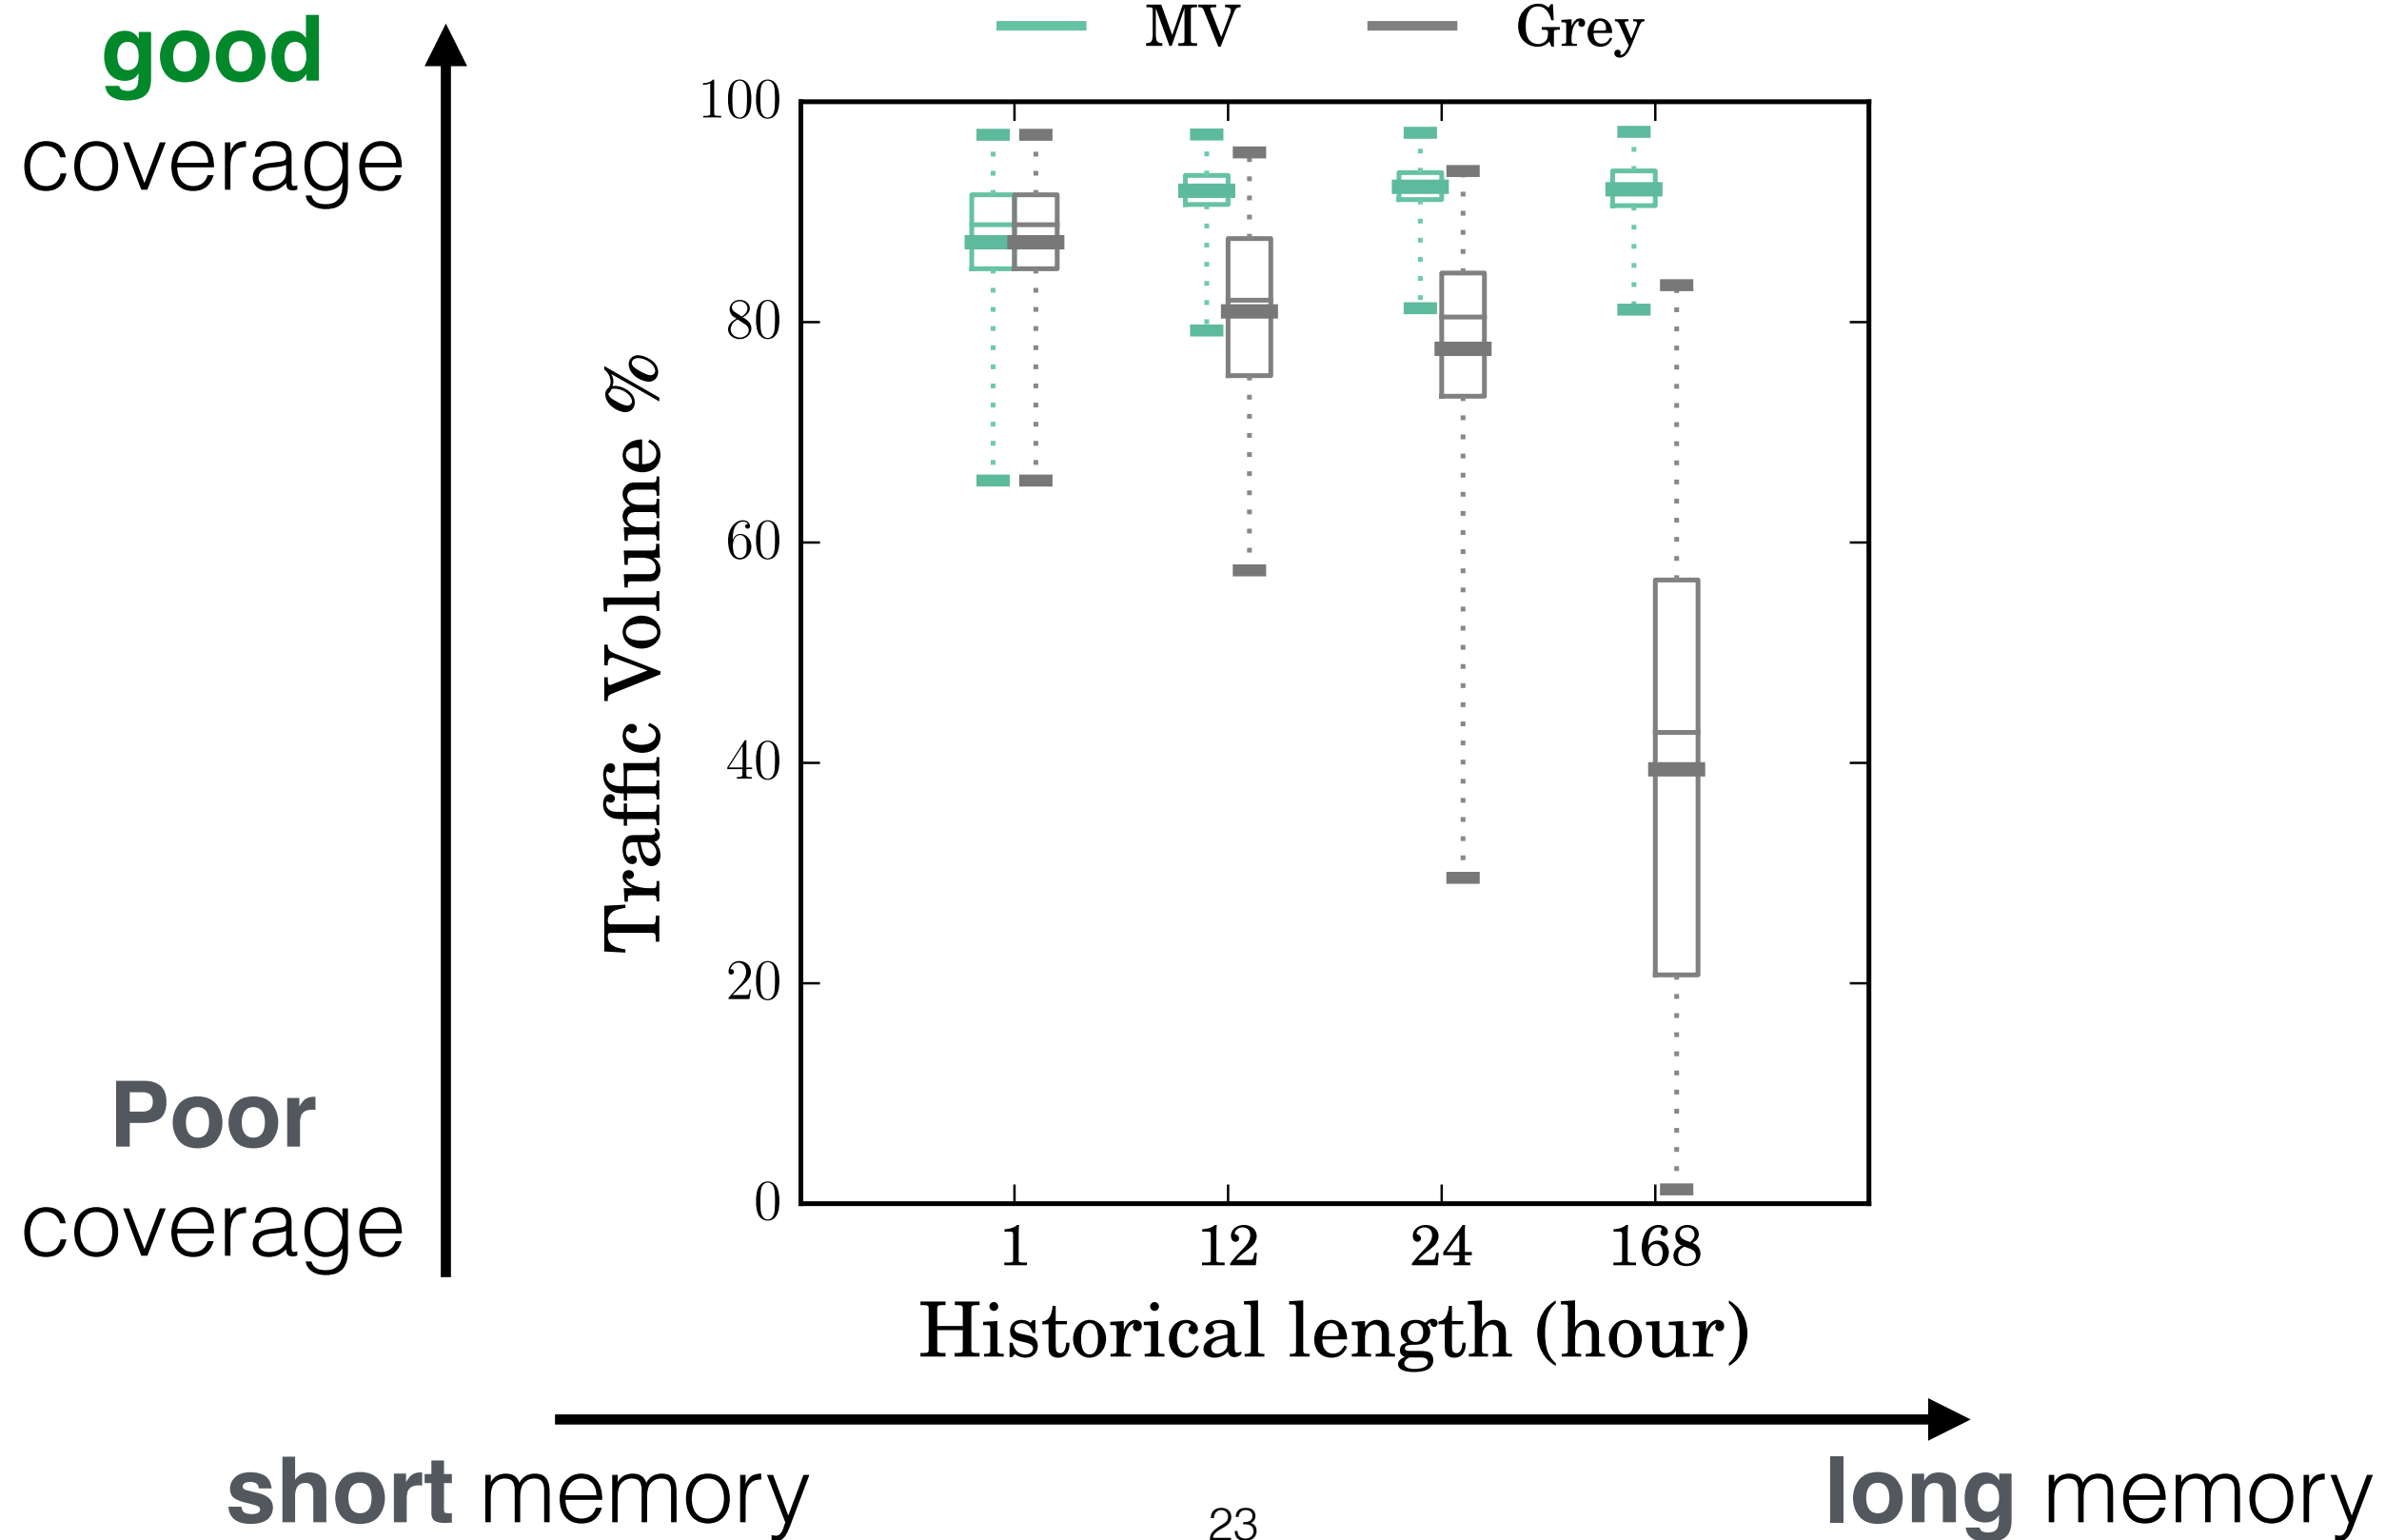 MV
Grey
good
coverage
100
80
60
40
20
0
Traffic Volume %
Poor
coverage
1
12
24
168
Historical length (hour)
short memory
long memory
23